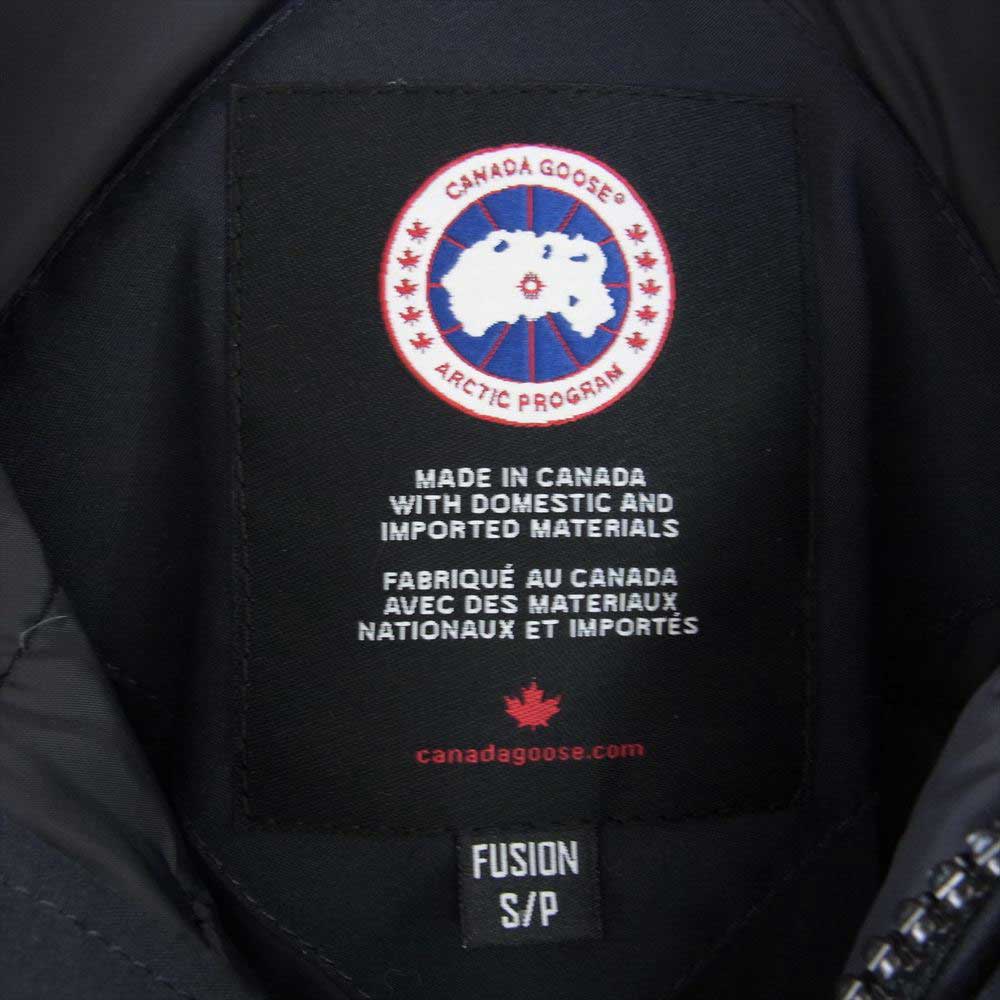 CANADA GOOSE®
ARCTIC PROGRAM
MADE IN CANADA
WITH DOMESTIC AND
IMPORTED MATERIALS
FABRIQUÉ AU CANADA
AVEC DES MATERIAUX
NATIONAUX ET IMPORTÉS
canadagoose.com
FUSION
S/P